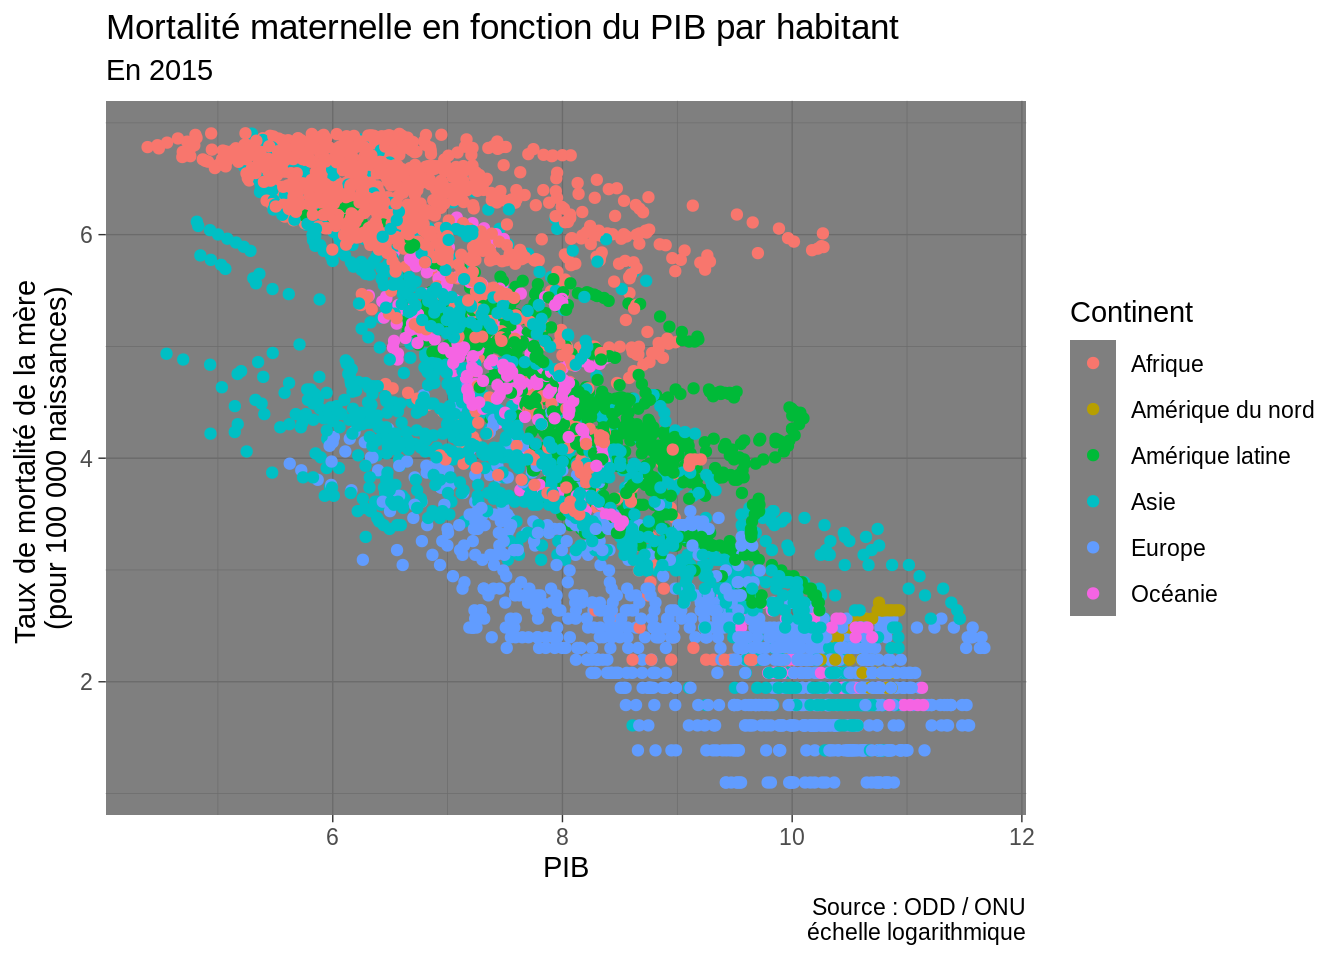 Mortalité maternelle en fonction du PIB par habitant
En 2015
Taux de mortalité de la mère
(pour 100 000 naissances)
6
4
2
6
8
10
12
PIB
Continent
Afrique
Amérique du nord
Amérique latine
Asie
Europe
Océanie
Source : ODD / ONU
échelle logarithmique